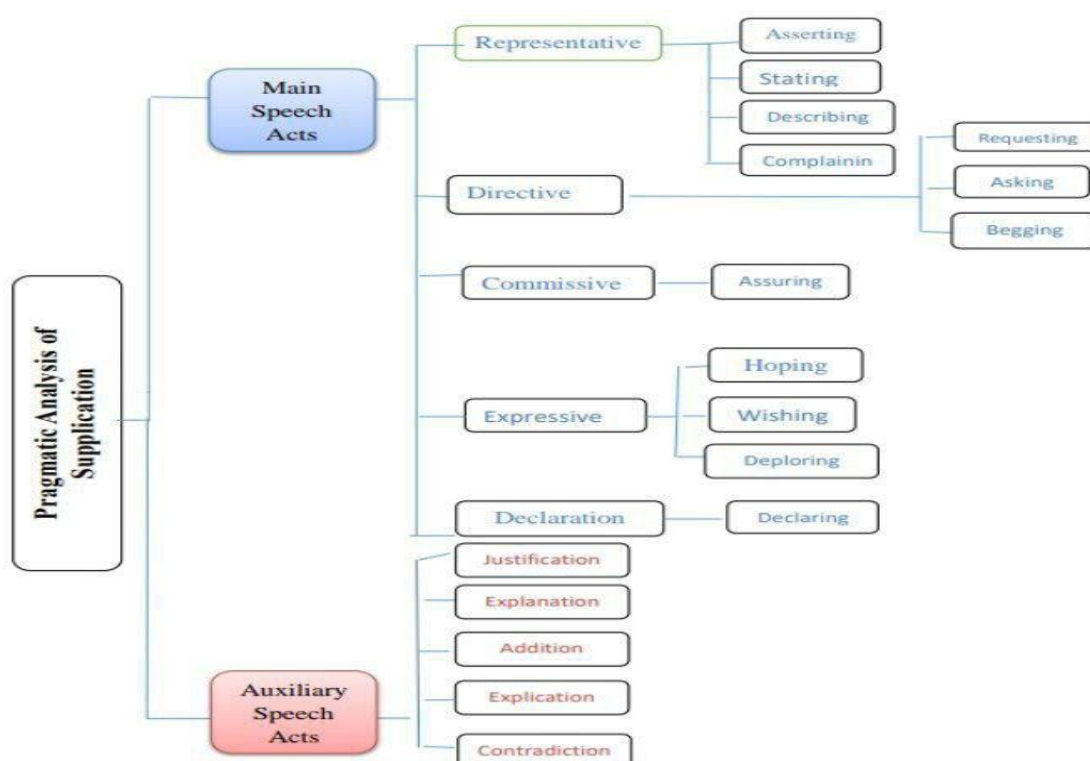 Pragmatic Analysis of
Supplication
Main
Speech
Acts
Representative
Asserting
Stating
Describing
Complainin
Directive
Requesting
Asking
Begging
Commissive
Assuring
Expressive
Hoping
Wishing
Deploring
Declaration
Declaring
Auxiliary
Speech
Acts
Justification
Explanation
Addition
Explication
Contradiction